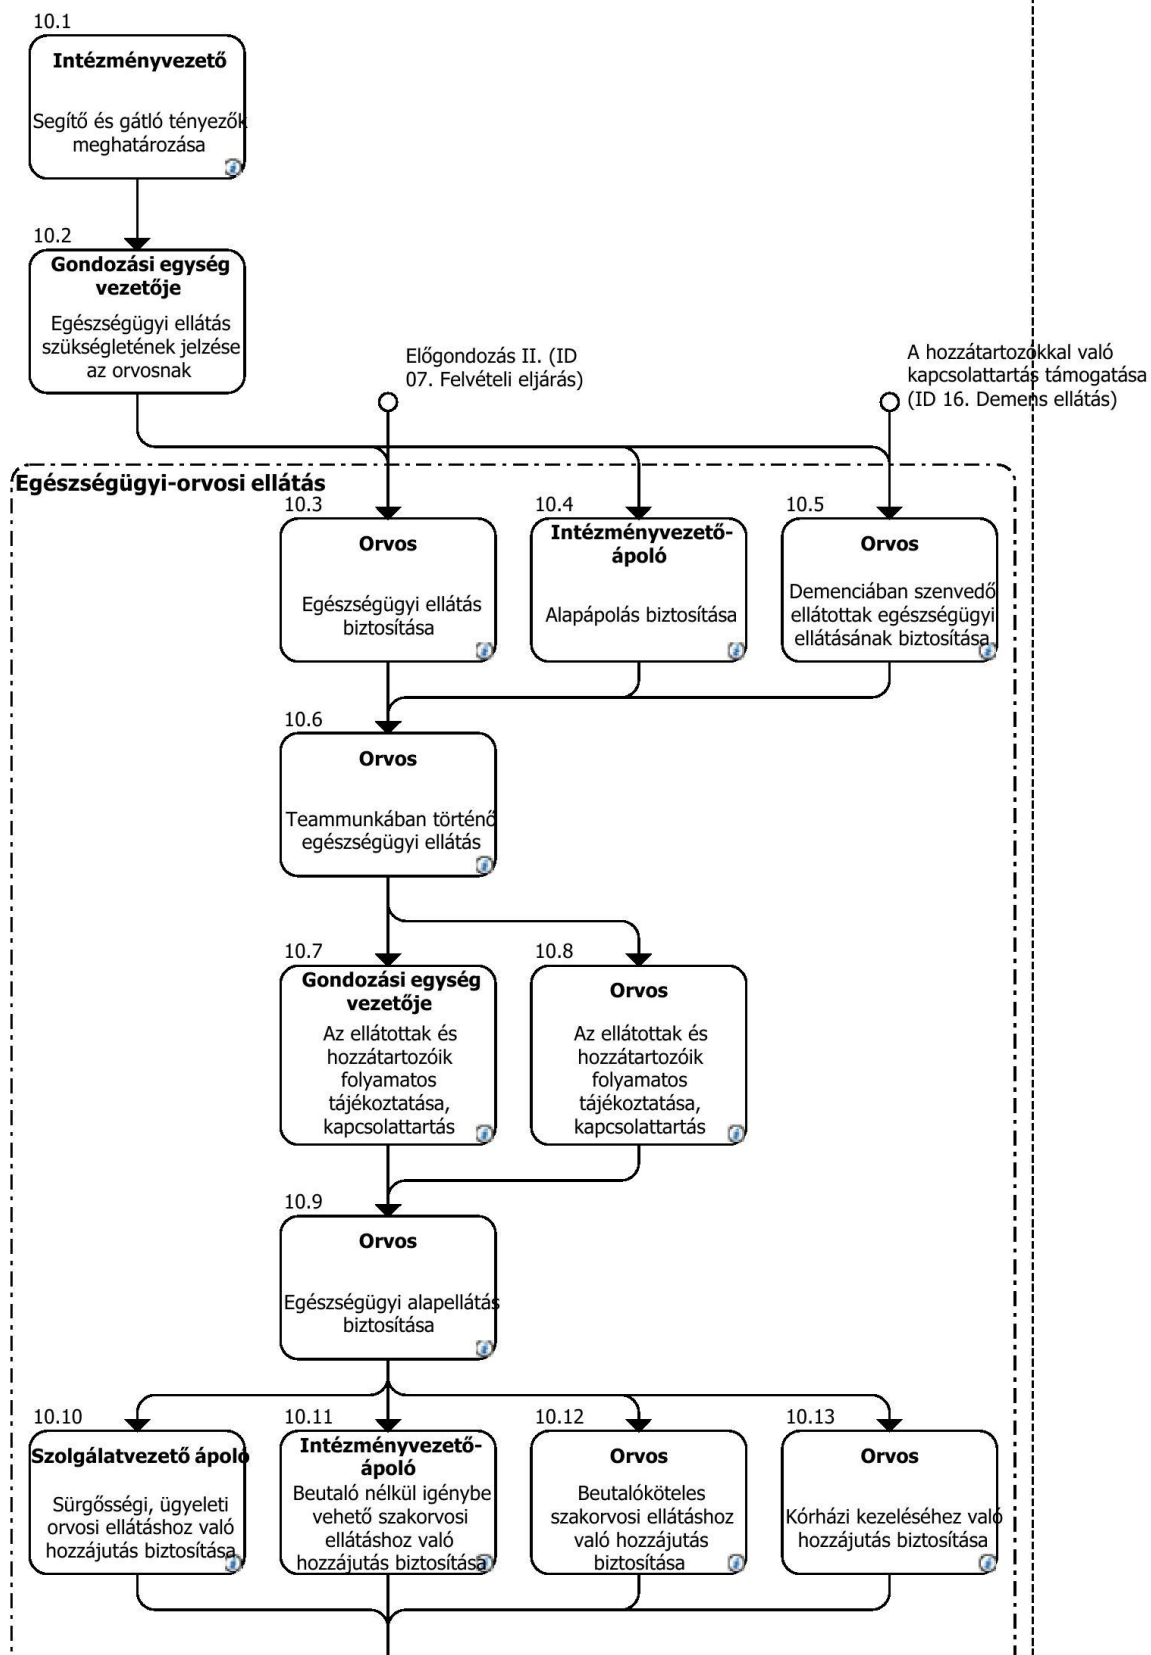 10.1
Intézményvezető
Segítő és gátló tényezők
meghatározása
10.2
Gondozási egység
vezetője
Egészségügyi ellátás
szükségletének jelzése
az orvosnak
Előgondozás II. (ID
07. Felvételi eljárás)
A hozzátartozókkal való
kapcsolattartás támogatása
(ID 16. Demens ellátás)
Egészségügyi-orvosi ellátás
10.3
Orvos
Egészségügyi ellátás
biztosítása
10.4
Intézményvezető-
ápoló
Alapápolás biztosítása
10.5
Orvos
Demenciában szenvedő
ellátottak egészségügyi
ellátásának biztosítása
10.6
Orvos
Teammunkában történő
egészségügyi ellátás
10.7
Gondozási egység
vezetője
Az ellátottak és
hozzátartozóik
folyamatos
tájékoztatása,
kapcsolattartás
10.8
Orvos
Az ellátottak és
hozzátartozóik
folyamatos
tájékoztatása,
kapcsolattartás
10.9
Orvos
Egészségügyi alapellátás
biztosítása
10.10
Szolgálatvezető ápoló
Sürgősségi, ügyeleti
orvosi ellátáshoz való
hozzájutás biztosítása
10.11
Intézményvezető-
ápoló
Beutaló nélkül igénybe
vehető szakorvosi
ellátáshoz való
hozzájutás biztosítása
10.12
Orvos
Beutalóköteles
szakorvosi ellátáshoz
való hozzájutás
biztosítása
10.13
Orvos
Kórházi kezeléséhez való
hozzájutás biztosítása